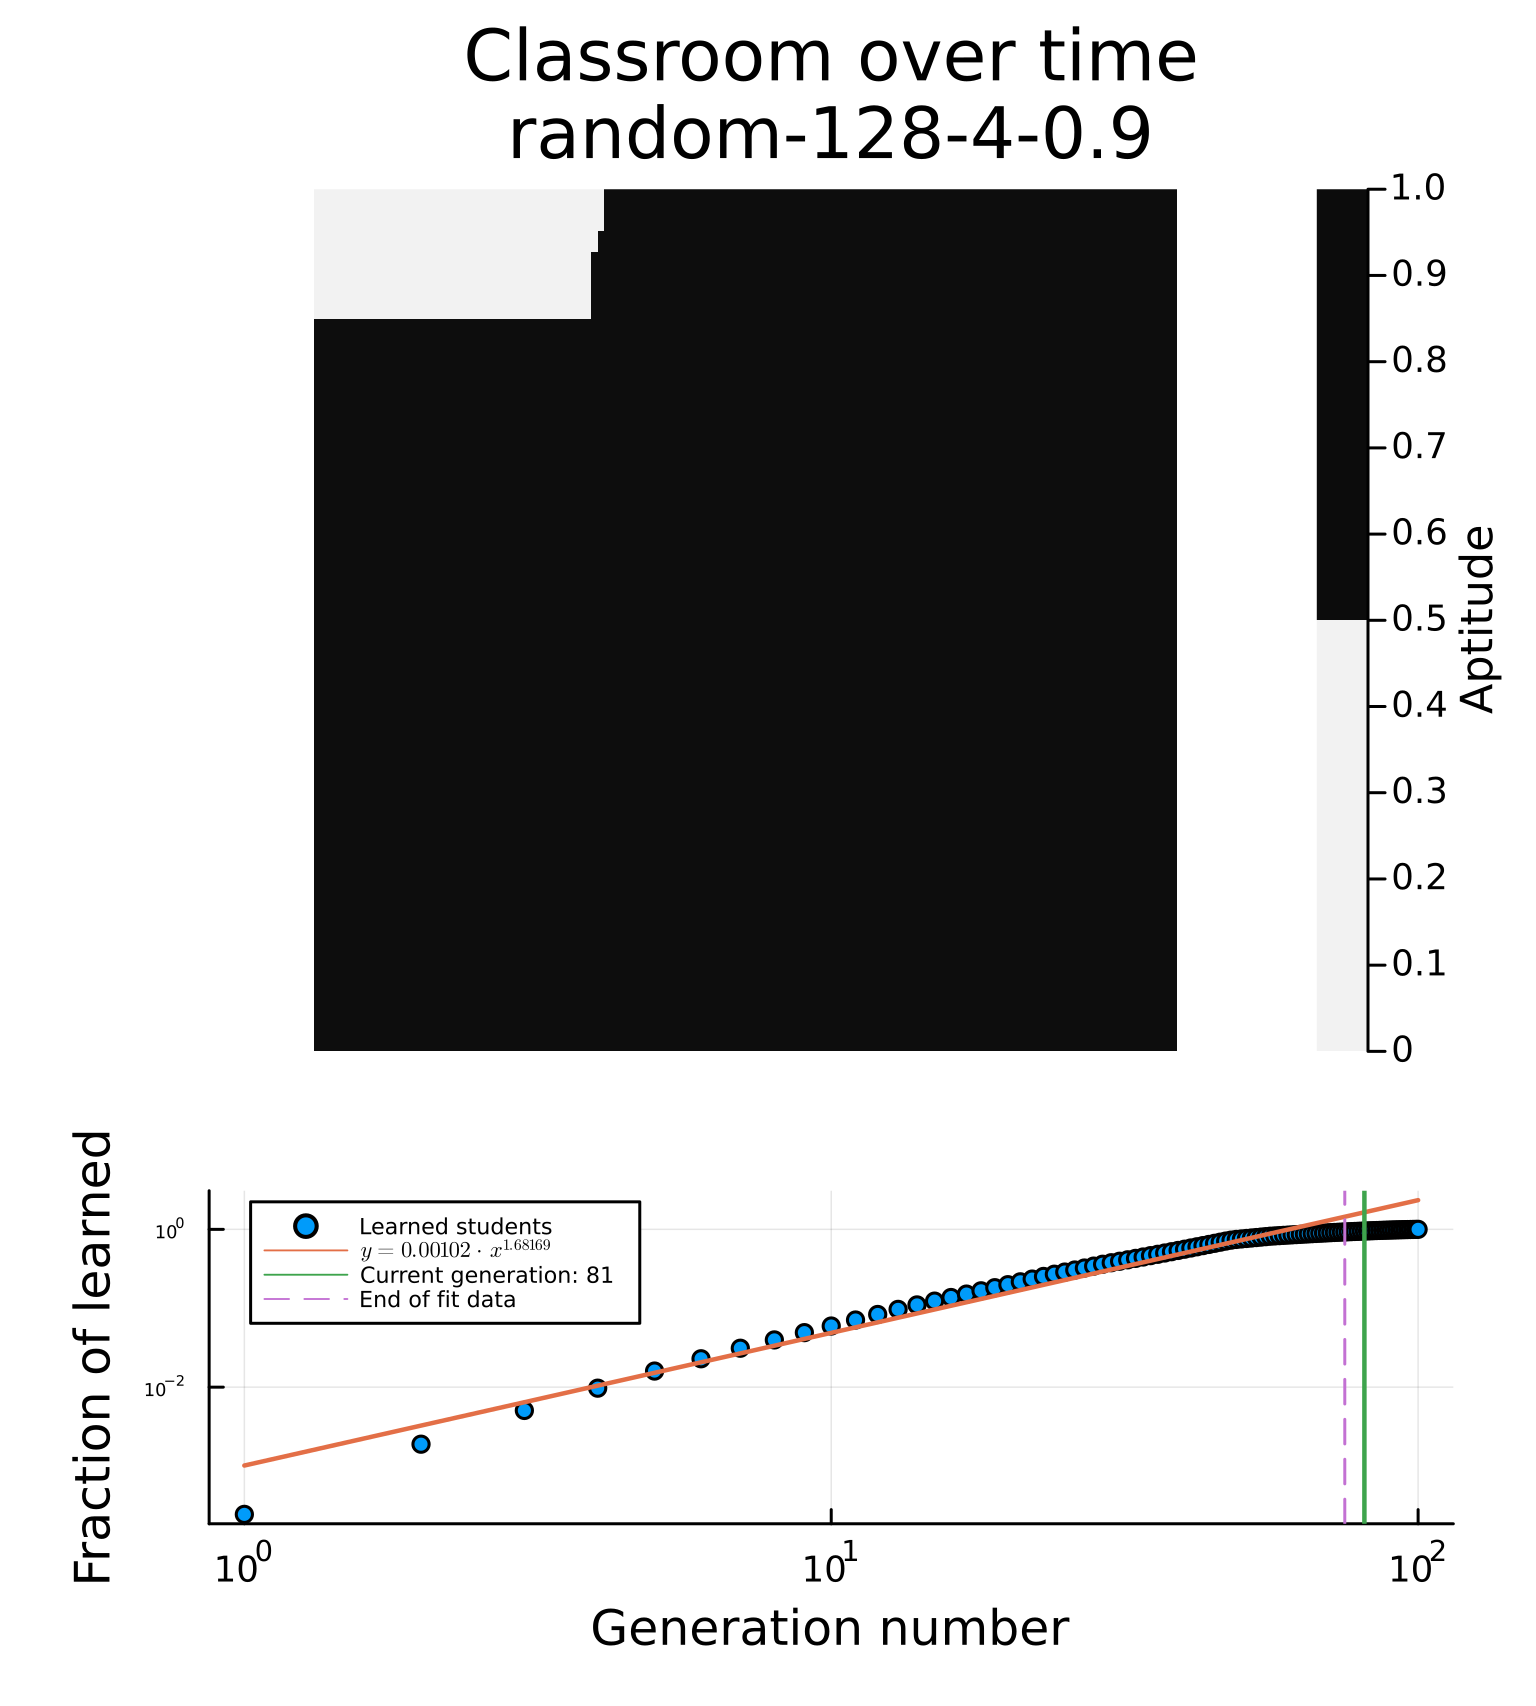 Classroom over time
random-128-4-0.9
1.0
0.9
0.8
0.7
0.6
0.5
0.4
0.3
0.2
0.1
0
Aptitude
Fraction of learned
10^0
10^-2
Learned students
y = 0.00102 · x^1.68169
Current generation: 81
End of fit data
10^0
10^1
10^2
Generation number